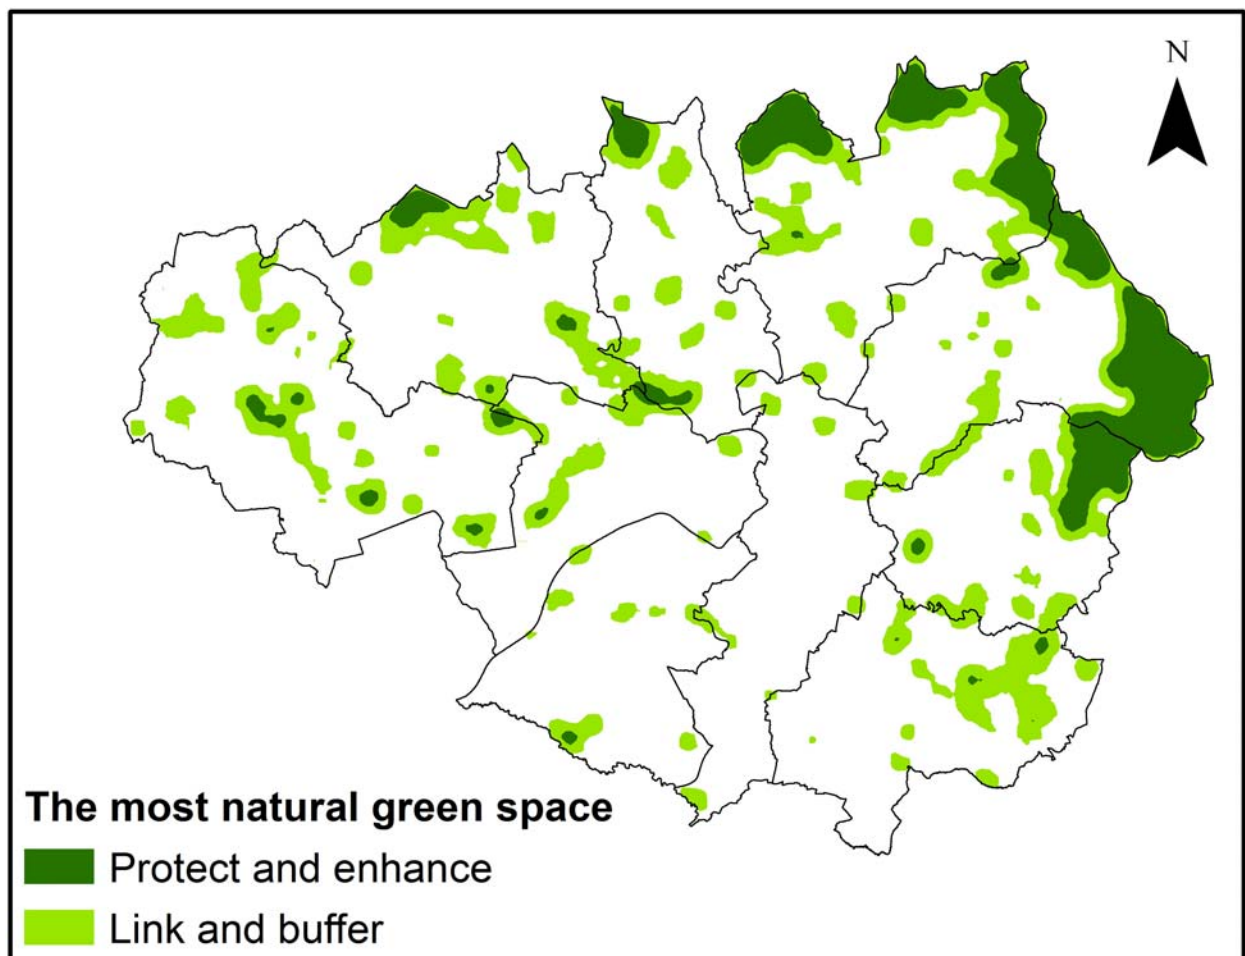 N
The most natural green space
Protect and enhance
Link and buffer